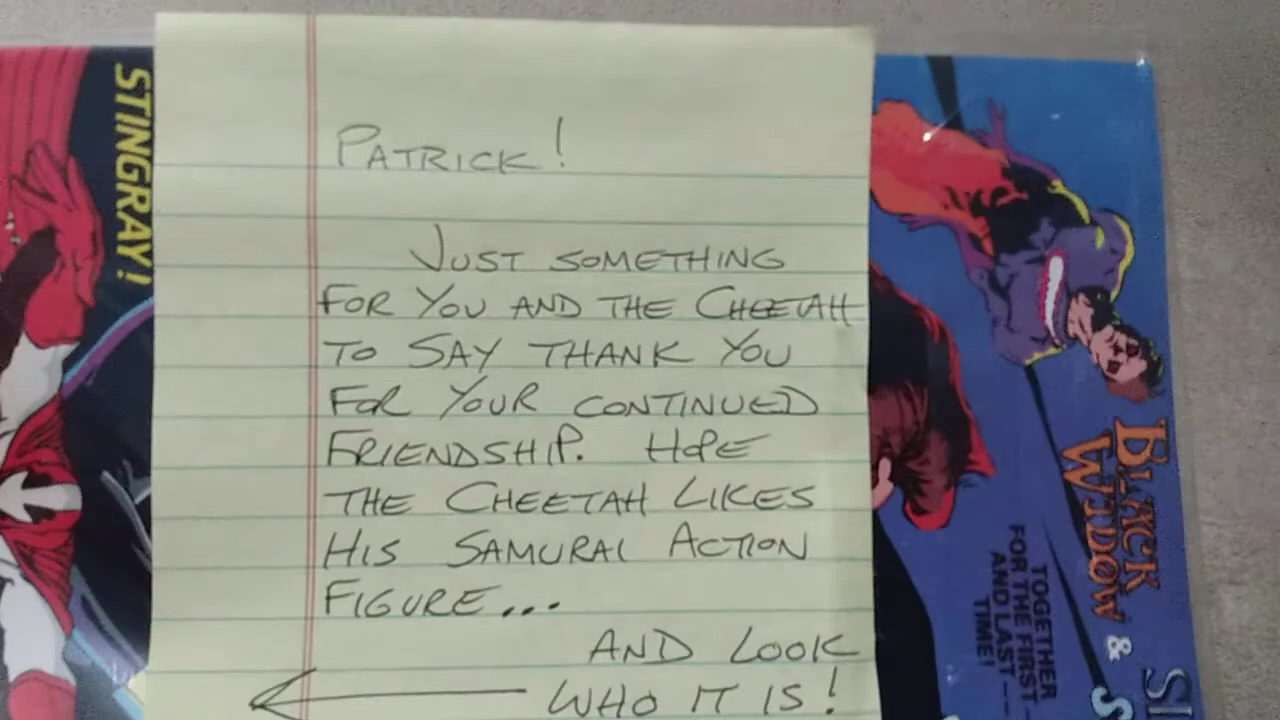 STINGRAY!
PATRICK!
JUST SOMETHING
FOR YOU AND THE CHEETAH
TO SAY THANK YOU
FOR YOUR CONTINUED
FRIENDSHIP. HOPE
THE CHEETAH LIKES
HIS SAMURAI ACTION
FIGURE...
AND LOOK
WHO IT IS!
BLACK
WIDOW
&
TOGETHER
FOR THE FIRST
AND LAST—
TIME!